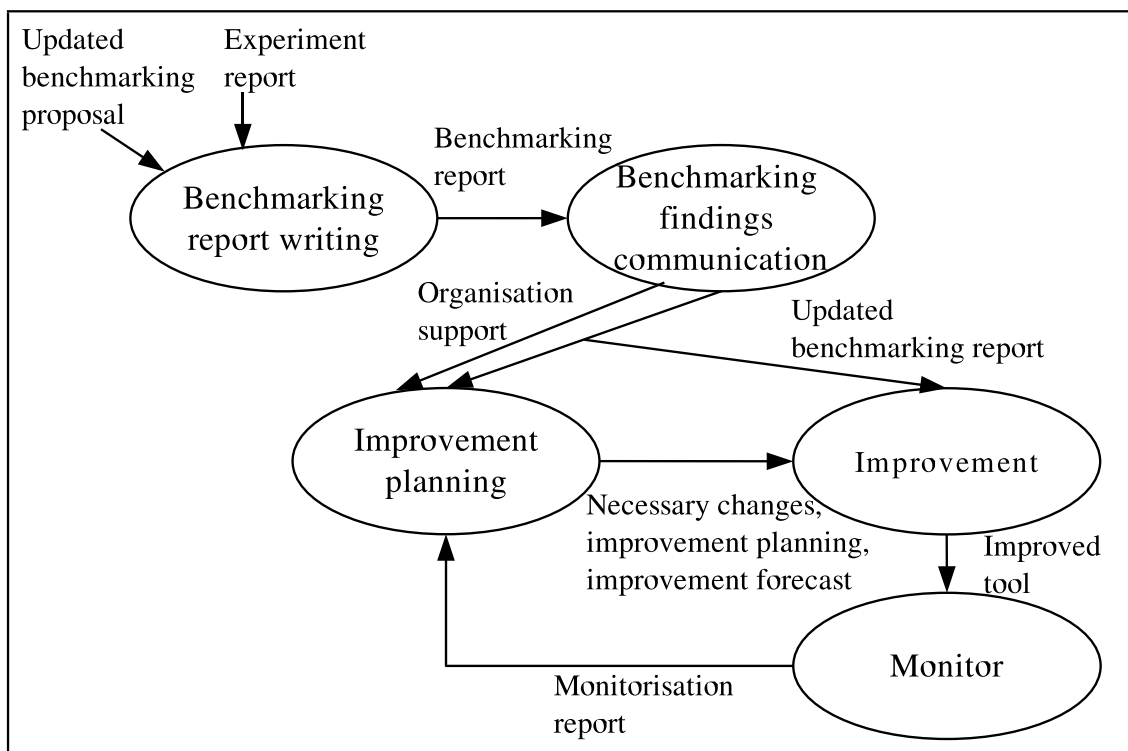 Updated
benchmarking
proposal
Experiment
report
Benchmarking
report
Benchmarking
report writing
Benchmarking
findings
communication
Organisation
support
Updated
benchmarking report
Improvement
planning
Improvement
Necessary changes,
improvement planning,
improvement forecast
Improved
tool
Monitor
Monitorisation
report